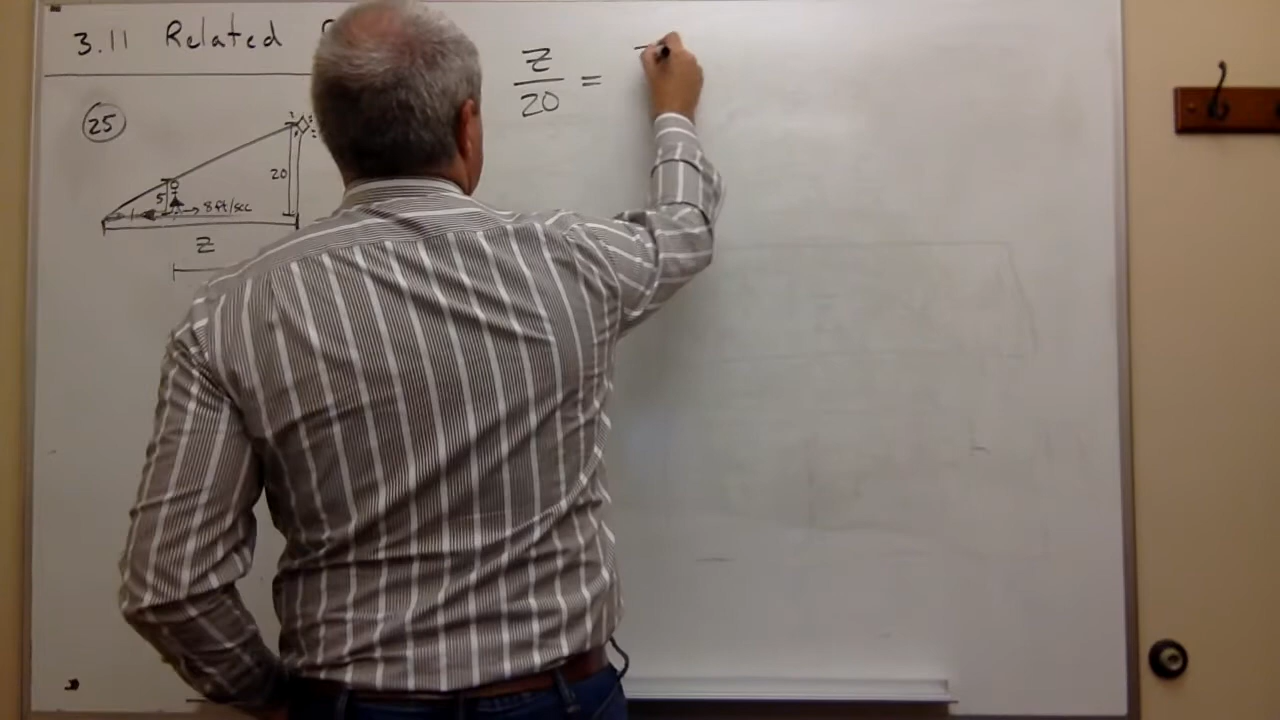 3.11 Related
25
20
5
8 ft/sec
z
z
20 =